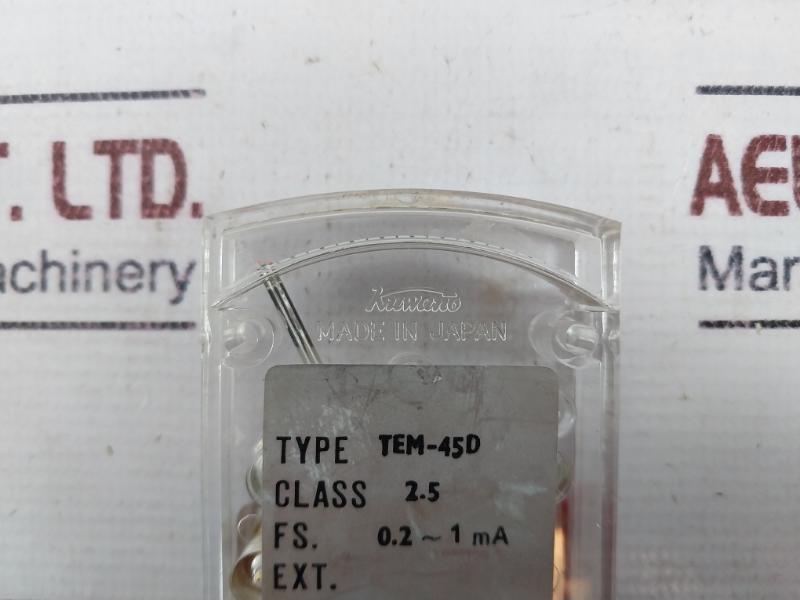 T. LTD.
AE
achinery
Mar
Kuwano
MADE IN JAPAN
TYPE TEM-45D
CLASS 2.5
FS. 0.2 ~ 1 mA
EXT.